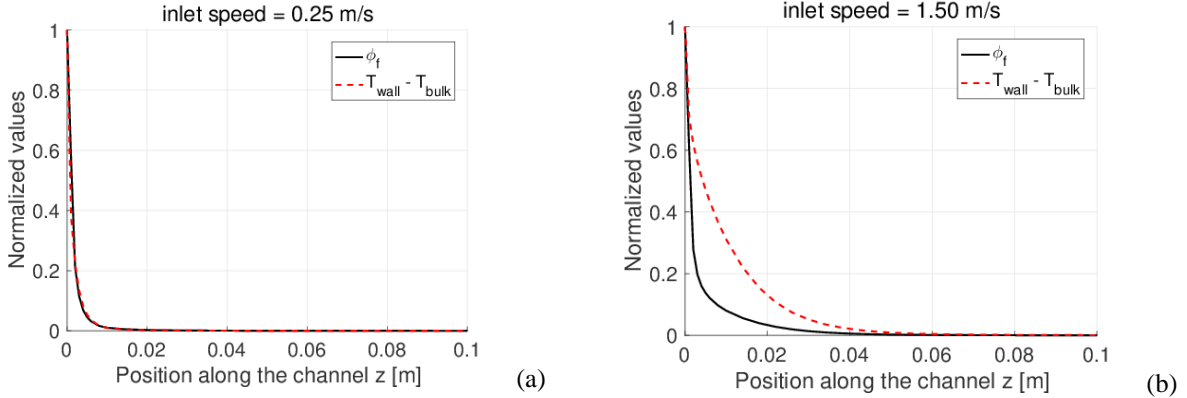 inlet speed = 0.25 m/s
1
0.8
0.6
0.4
0.2
0
Normalized values
ϕf
Twall - Tbulk
0 0.02 0.04 0.06 0.08 0.1
Position along the channel z [m]
(a)
inlet speed = 1.50 m/s
1
0.8
0.6
0.4
0.2
0
Normalized values
ϕf
Twall - Tbulk
0 0.02 0.04 0.06 0.08 0.1
Position along the channel z [m]
(b)